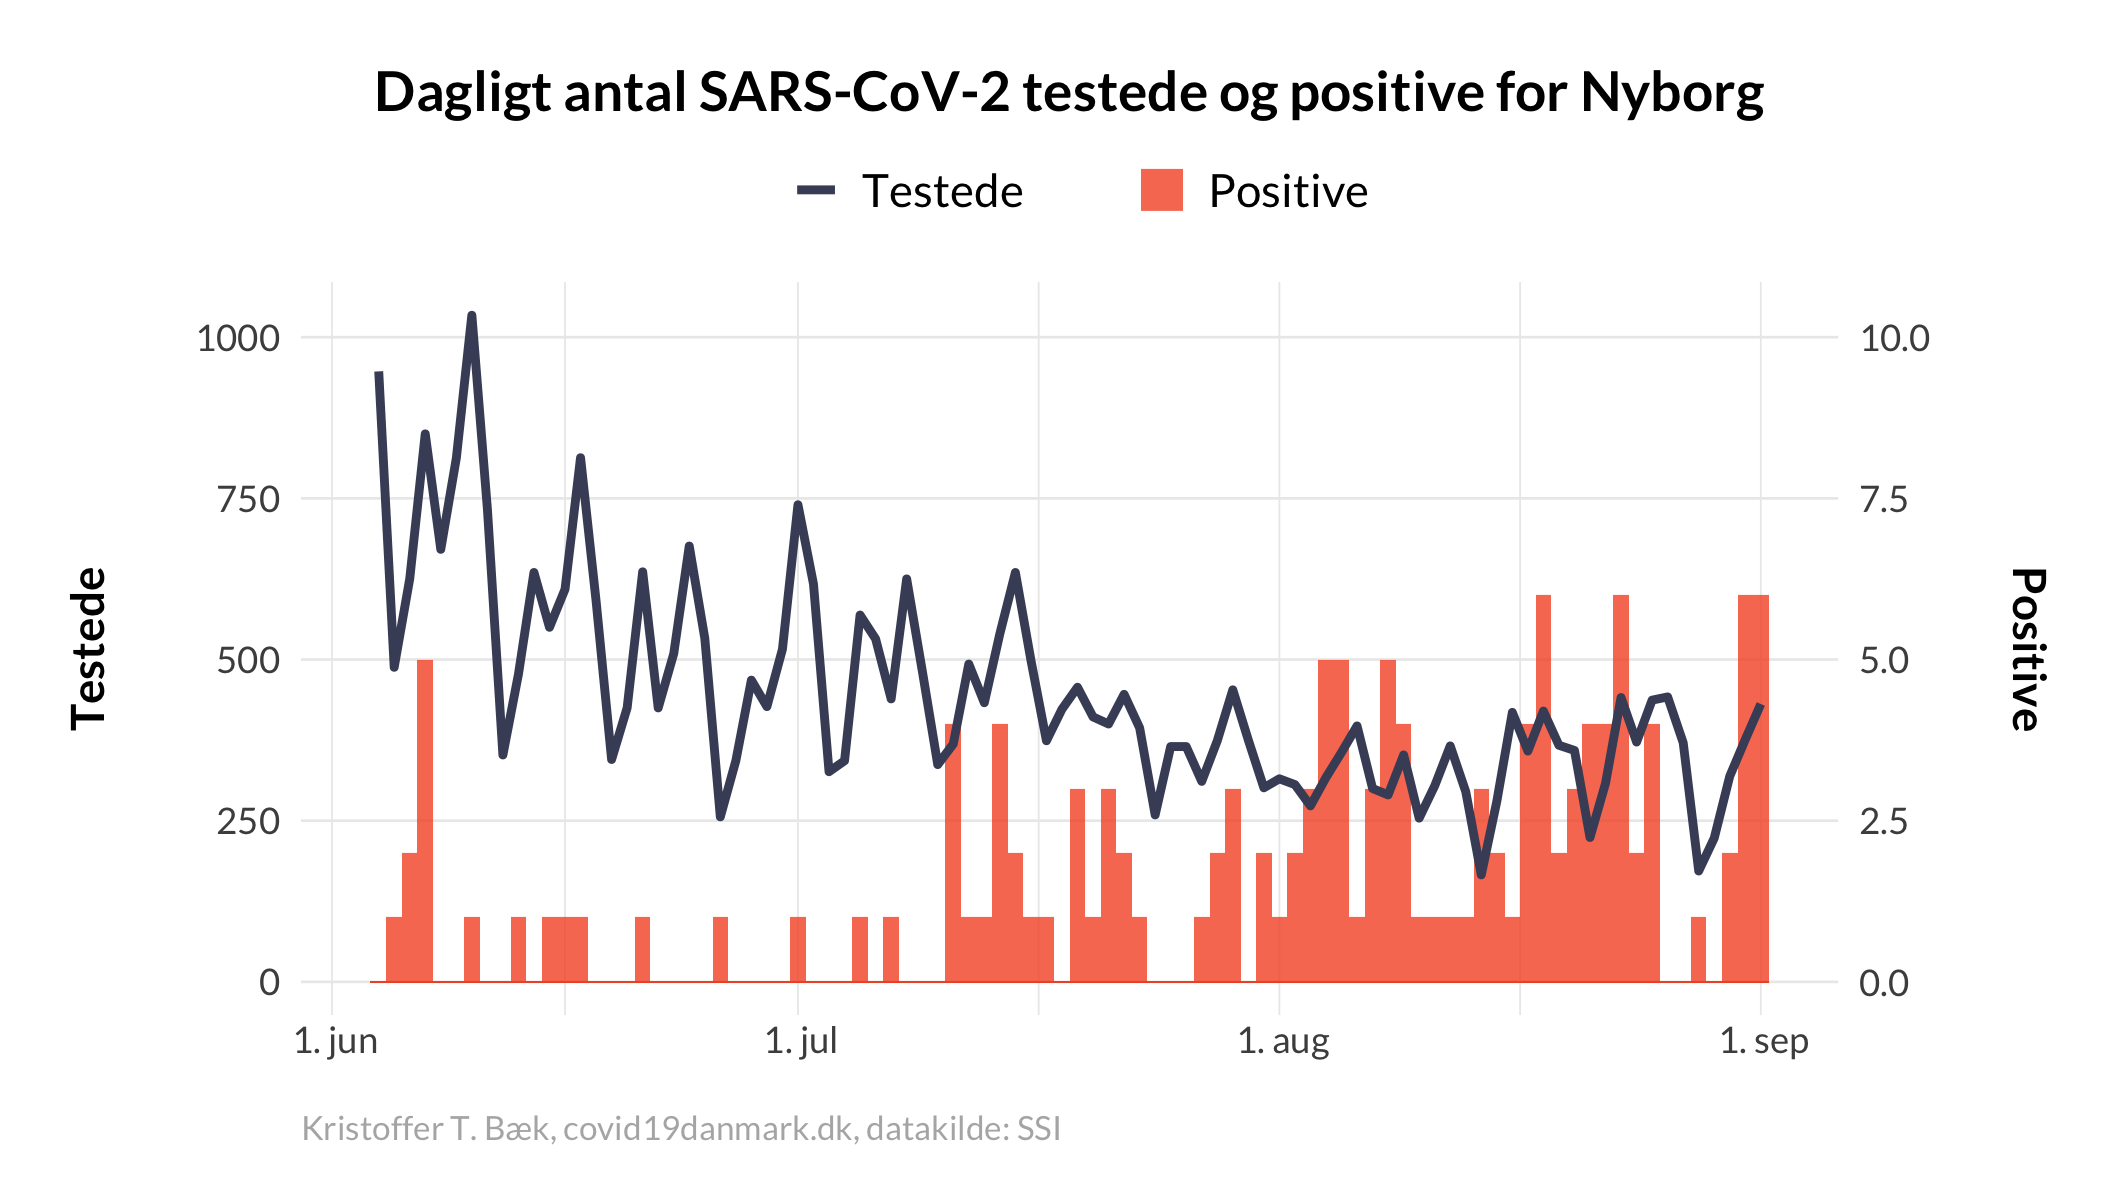 Dagligt antal SARS-CoV-2 testede og positive for Nyborg
Testede
Positive
Testede
1000
750
500
250
0
10.0
7.5
5.0
2.5
0.0
Positive
1. jun
1. jul
1. aug
1. sep
Kristoffer T. Bæk, covid19danmark.dk, datakilde: SSI